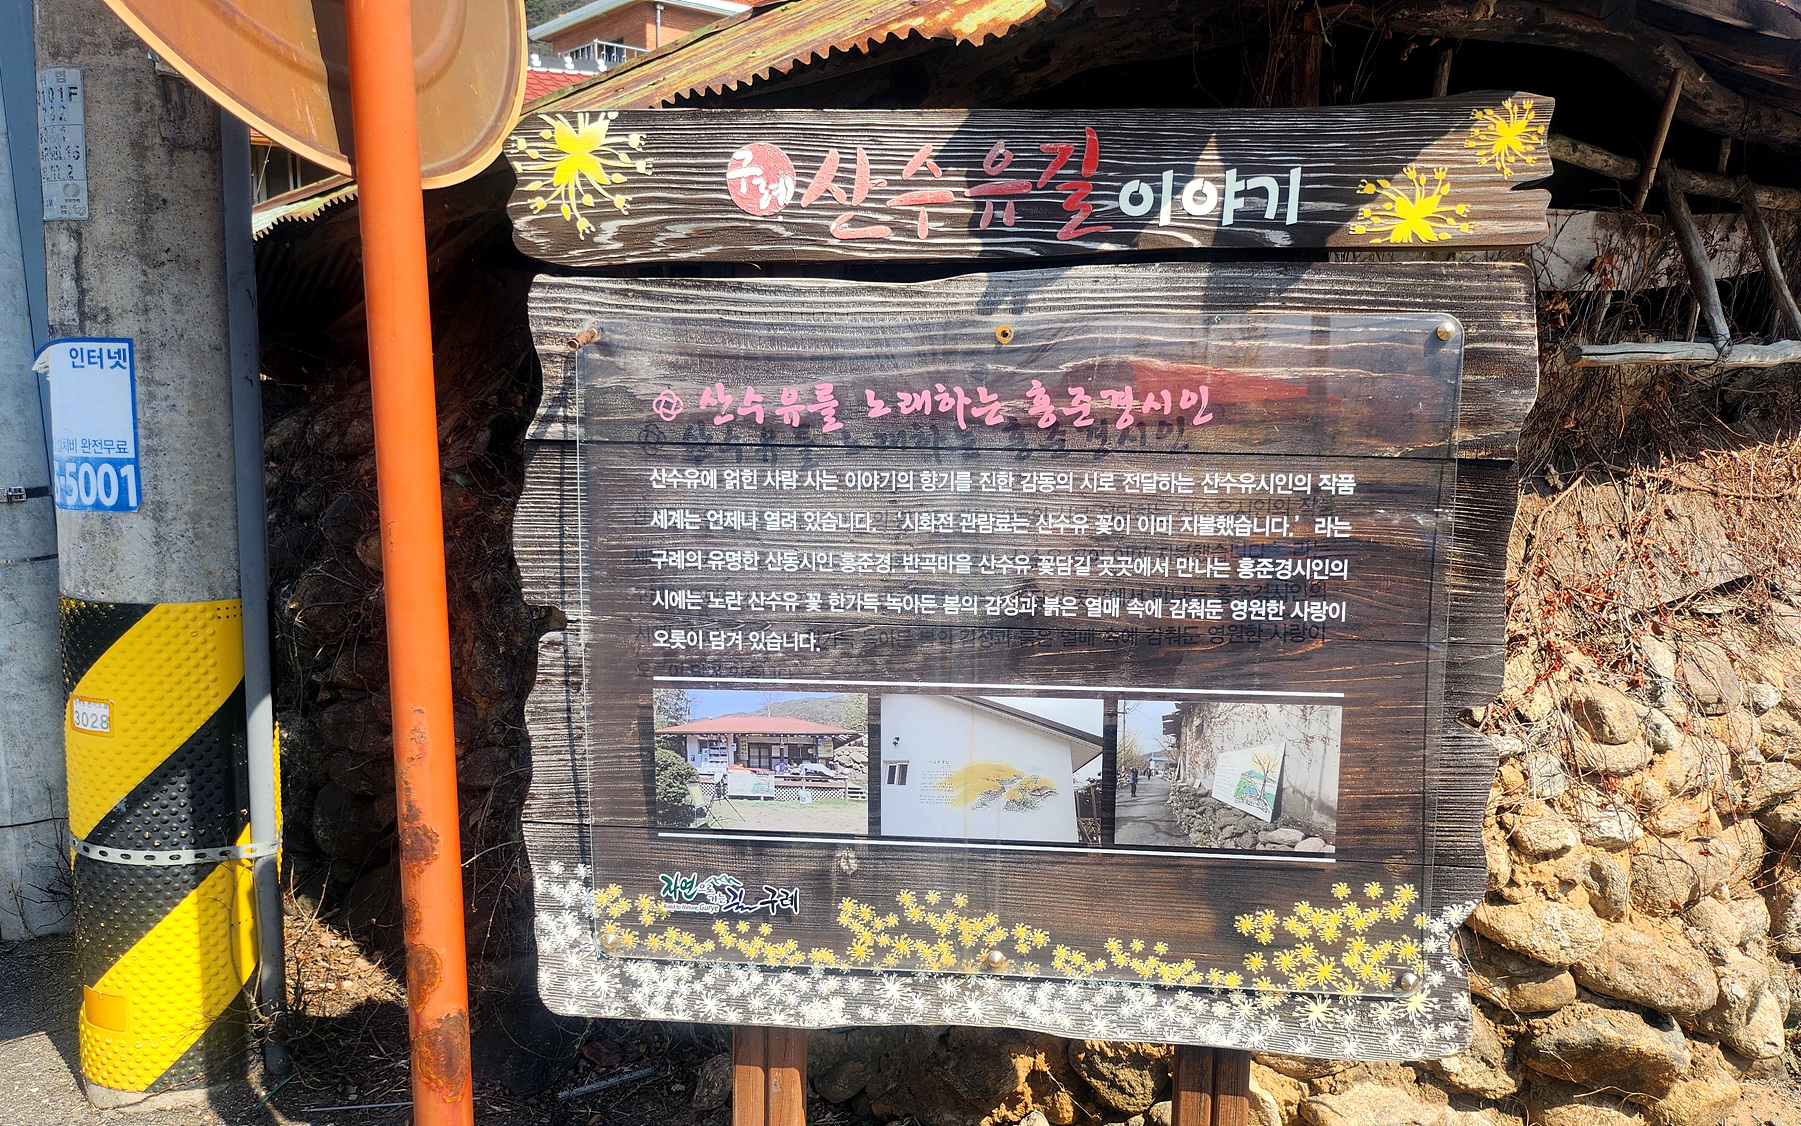 구례 산수유길 이야기
산수유를 노래하는 홍준경시인
산수유에 얽힌 사람 사는 이야기의 향기를 진한 감동의 시로 전달하는 산수유시인의 작품
세계는 언제나 열려 있습니다. ‘시화전 관람료는 산수유 꽃이 이미 지불했습니다.’ 라는
구례의 유명한 산동시인 홍준경. 반곡마을 산수유 꽃담길 곳곳에서 만나는 홍준경시인의
시에는 노란 산수유 꽃 한가득 녹아든 봄의 감성과 붉은 열매 속에 감춰둔 영원한 사랑이
오롯이 담겨 있습니다.
자연으로 가는 길 구례
Road to Nature, Gurye
위험
101F
인터넷
설치비 완전무료
-5001
3028